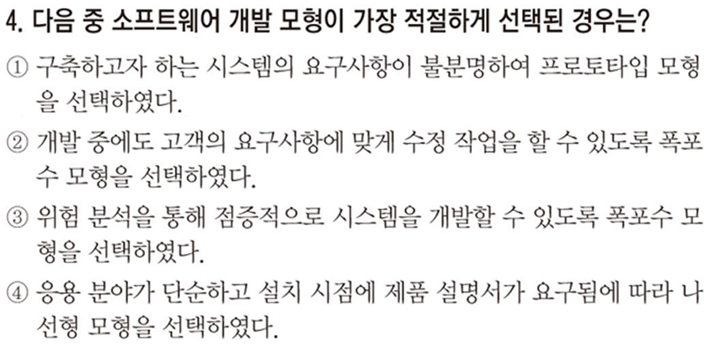 4. 다음 중 소프트웨어 개발 모형이 가장 적절하게 선택된 경우는?
① 구축하고자 하는 시스템의 요구사항이 불분명하여 프로토타입 모형
을 선택하였다.
② 개발 중에도 고객의 요구사항에 맞게 수정 작업을 할 수 있도록 폭포
수 모형을 선택하였다.
③ 위험 분석을 통해 점증적으로 시스템을 개발할 수 있도록 폭포수 모
형을 선택하였다.
④ 응용 분야가 단순하고 설치 시점에 제품 설명서가 요구됨에 따라 나
선형 모형을 선택하였다.